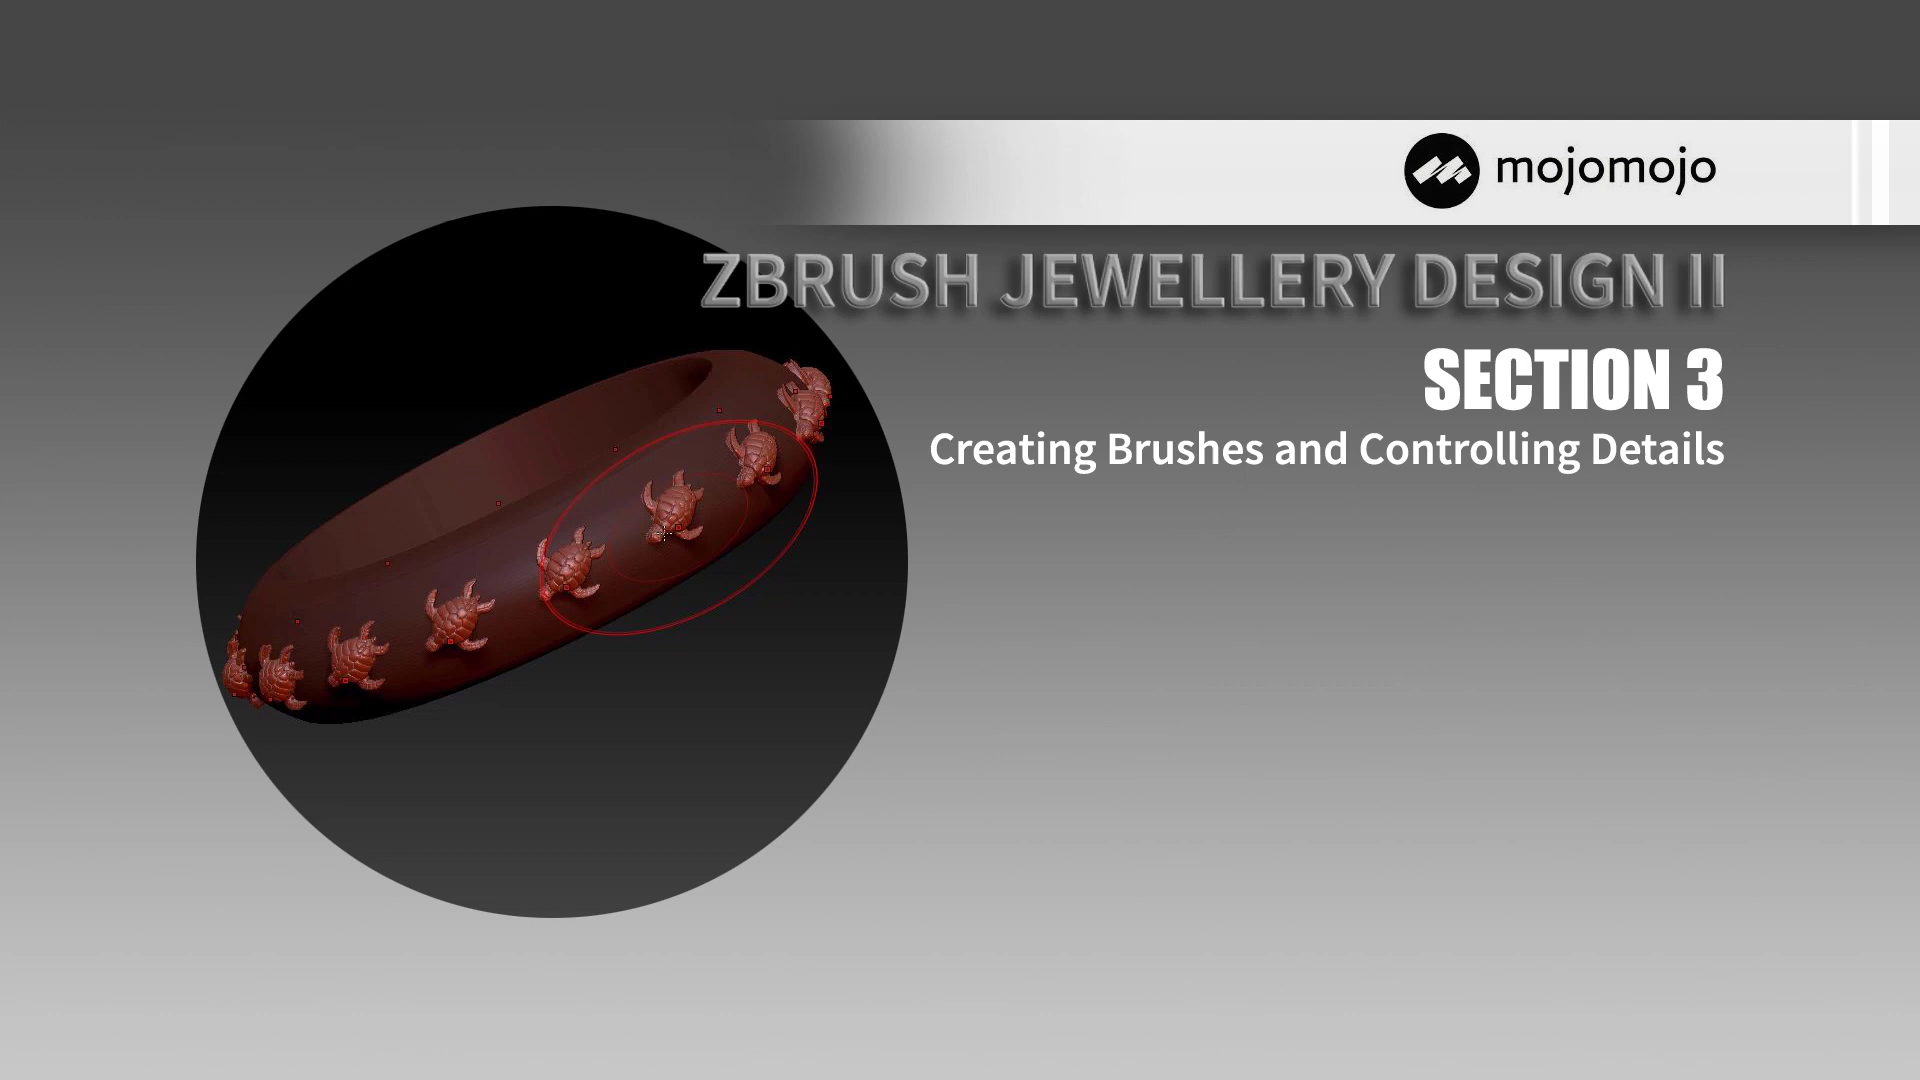 mojomojo
ZBRUSH JEWELLERY DESIGN II
SECTION 3
Creating Brushes and Controlling Details